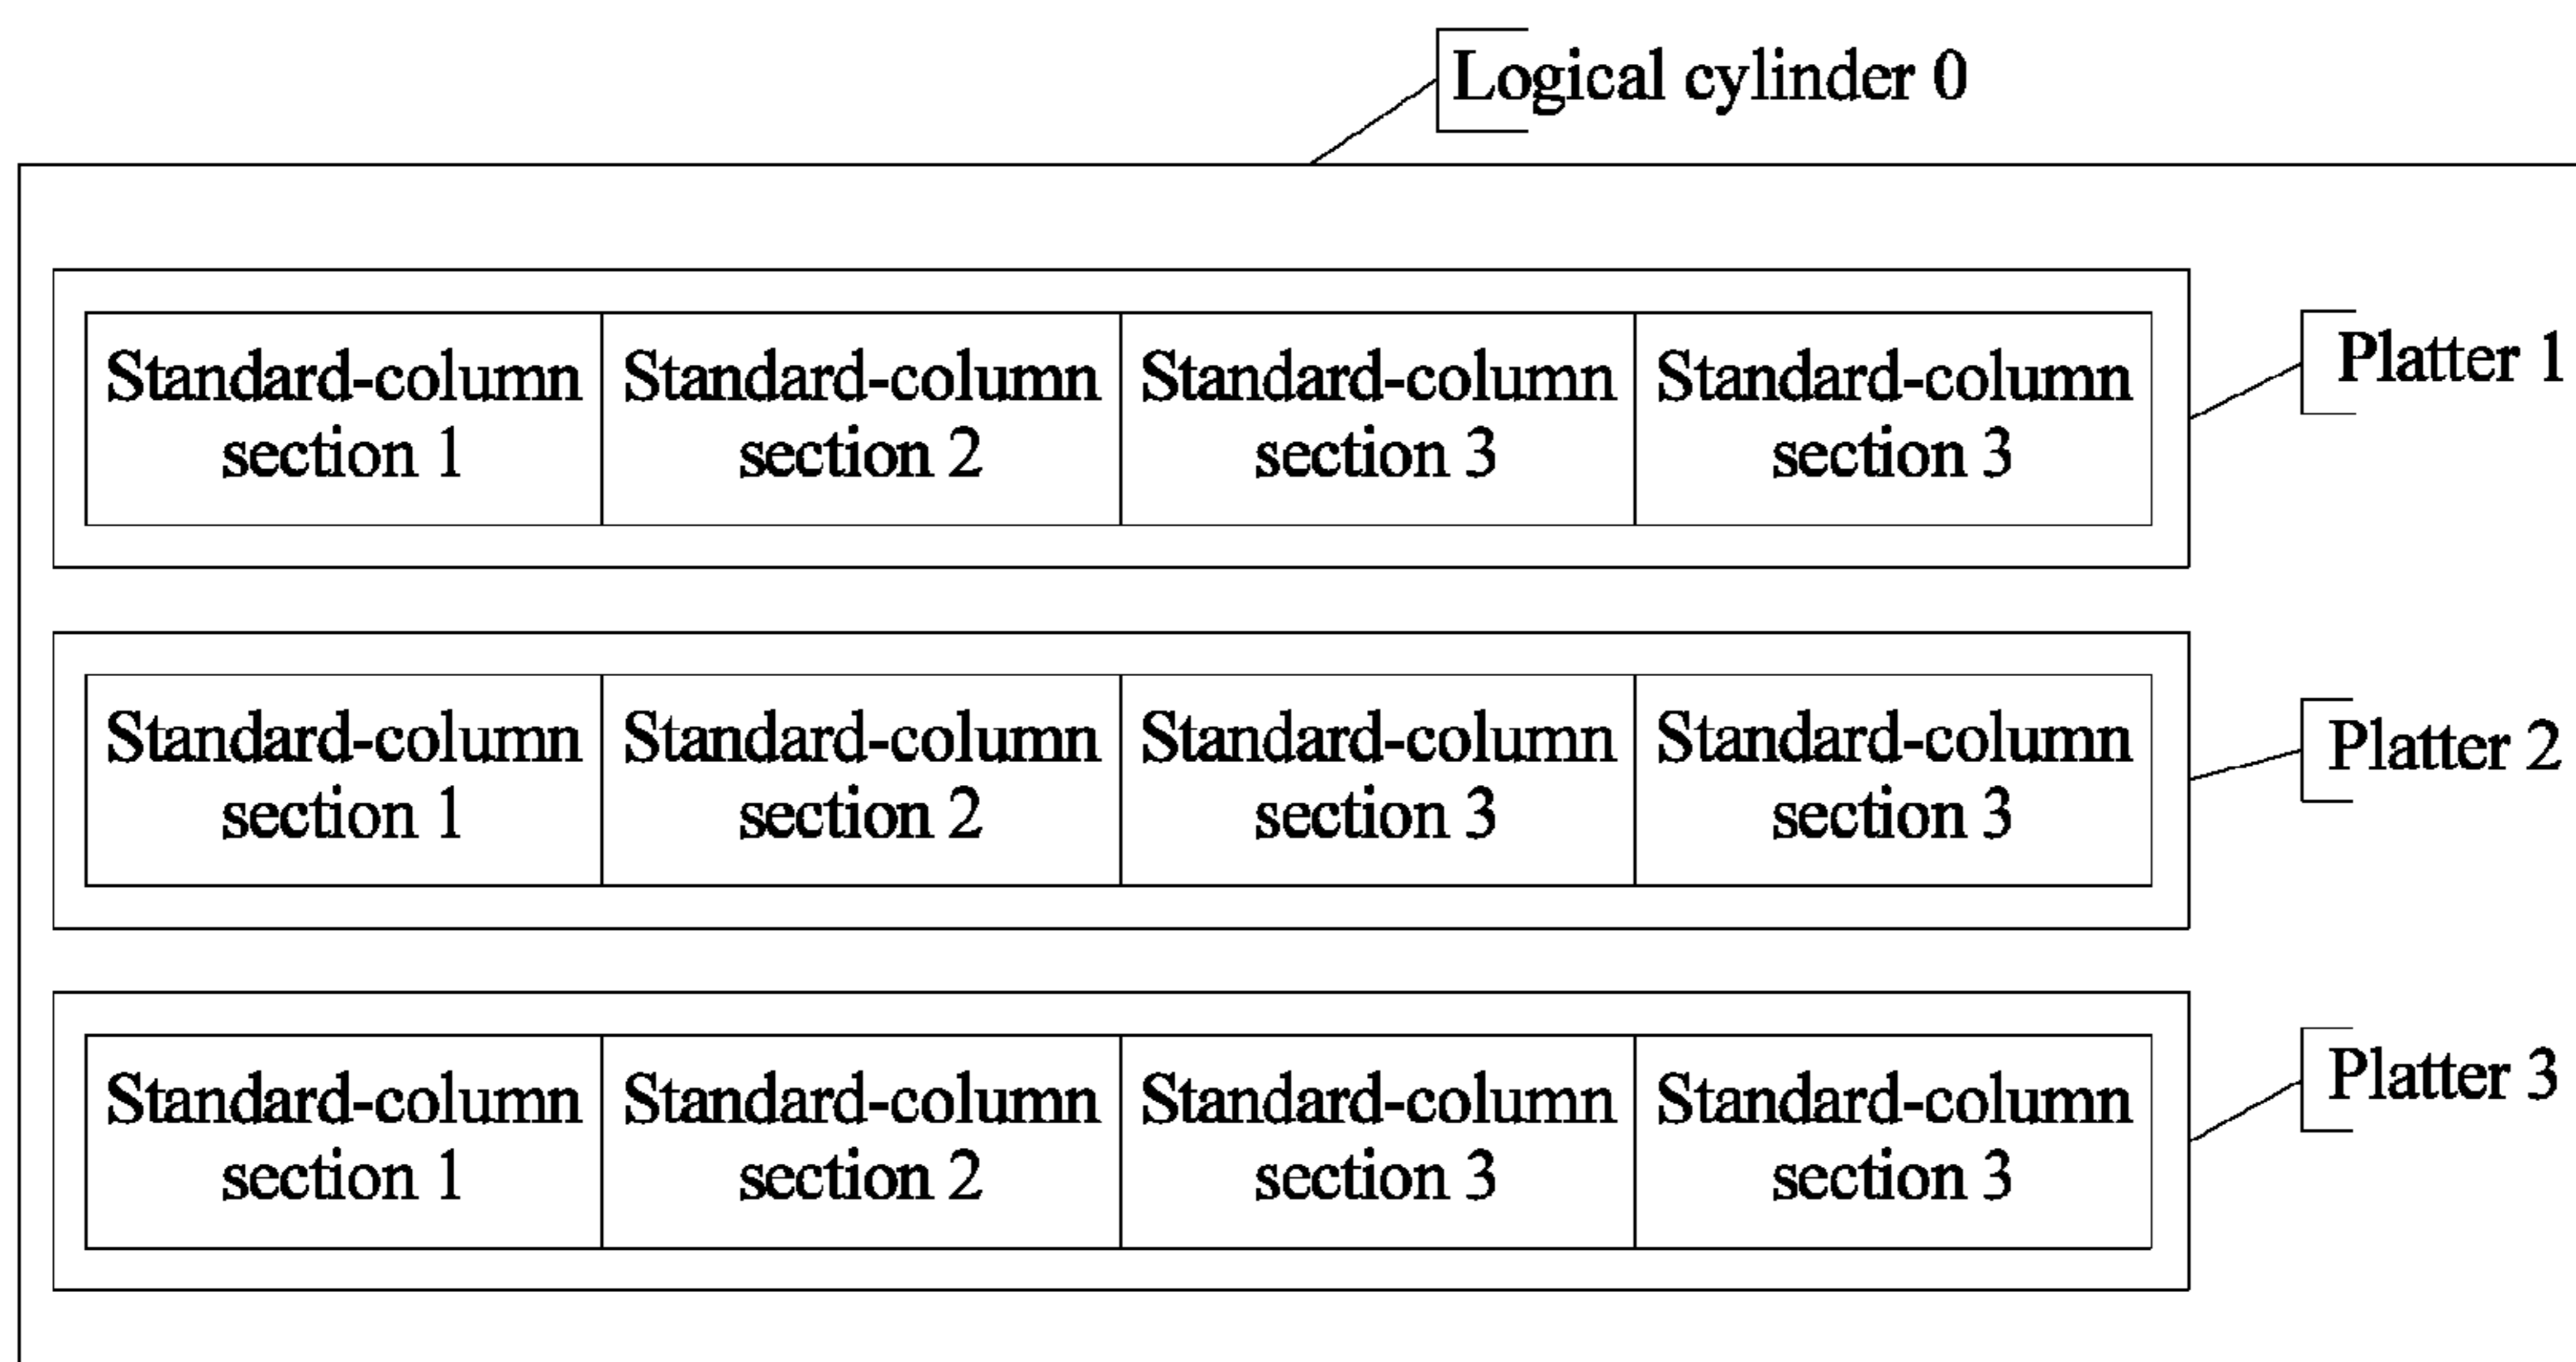 Logical cylinder 0
Standard-column section 1
Standard-column section 2
Standard-column section 3
Standard-column section 3
Platter 1
Standard-column section 1
Standard-column section 2
Standard-column section 3
Standard-column section 3
Platter 2
Standard-column section 1
Standard-column section 2
Standard-column section 3
Standard-column section 3
Platter 3